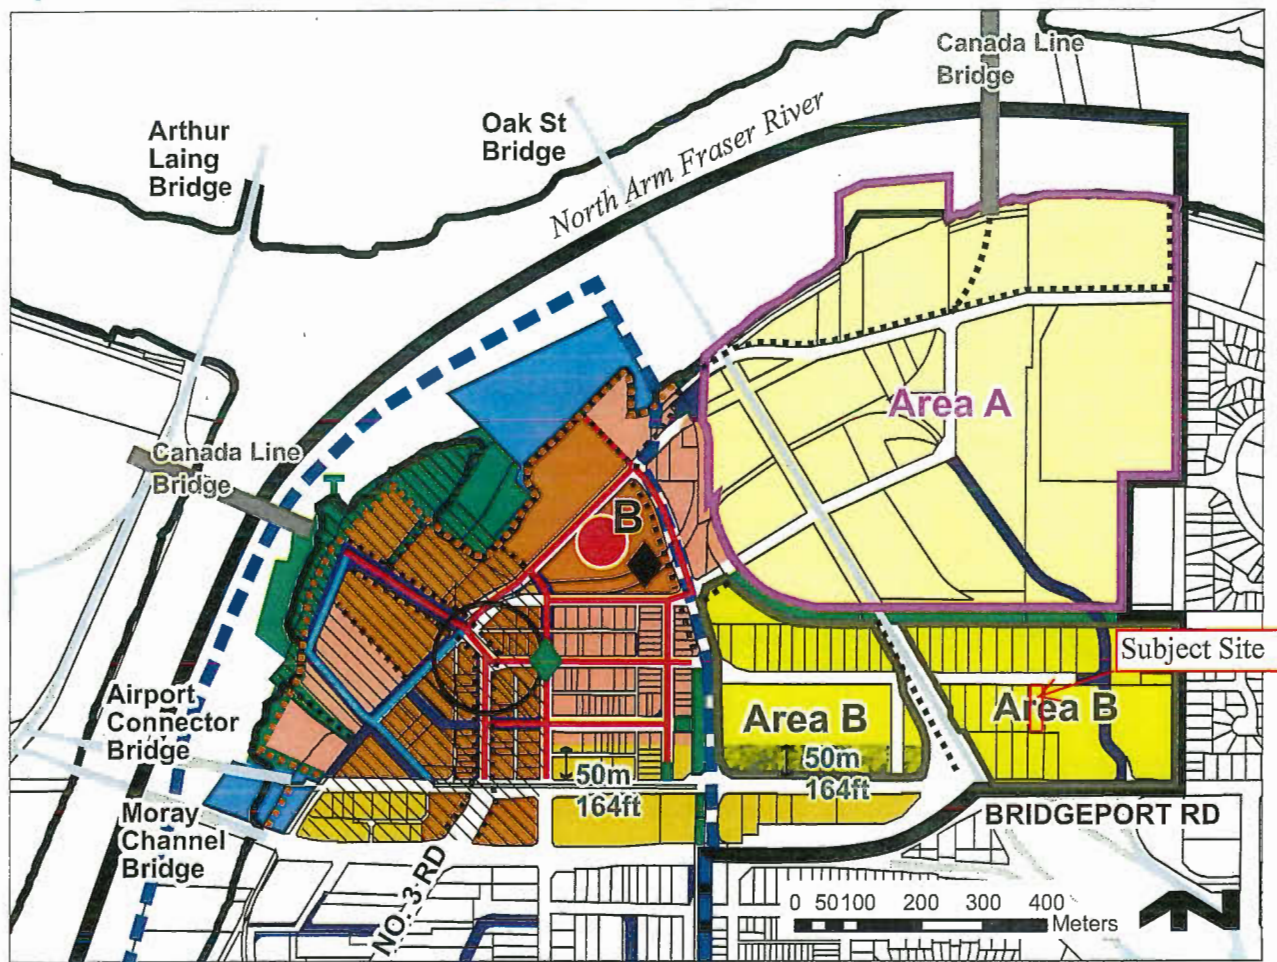 Canada Line
Bridge
Arthur
Laing
Bridge
Oak St
Bridge
North Arm Fraser River
Area A
Canada Line
Bridge
B
Subject Site
Area B
Area B
Airport
Connector
Bridge
50m
164ft
50m
164ft
Moray
Channel
Bridge
BRIDGEPORT RD
NO. 3 RD
0 50 100 200 300 400
Meters
N